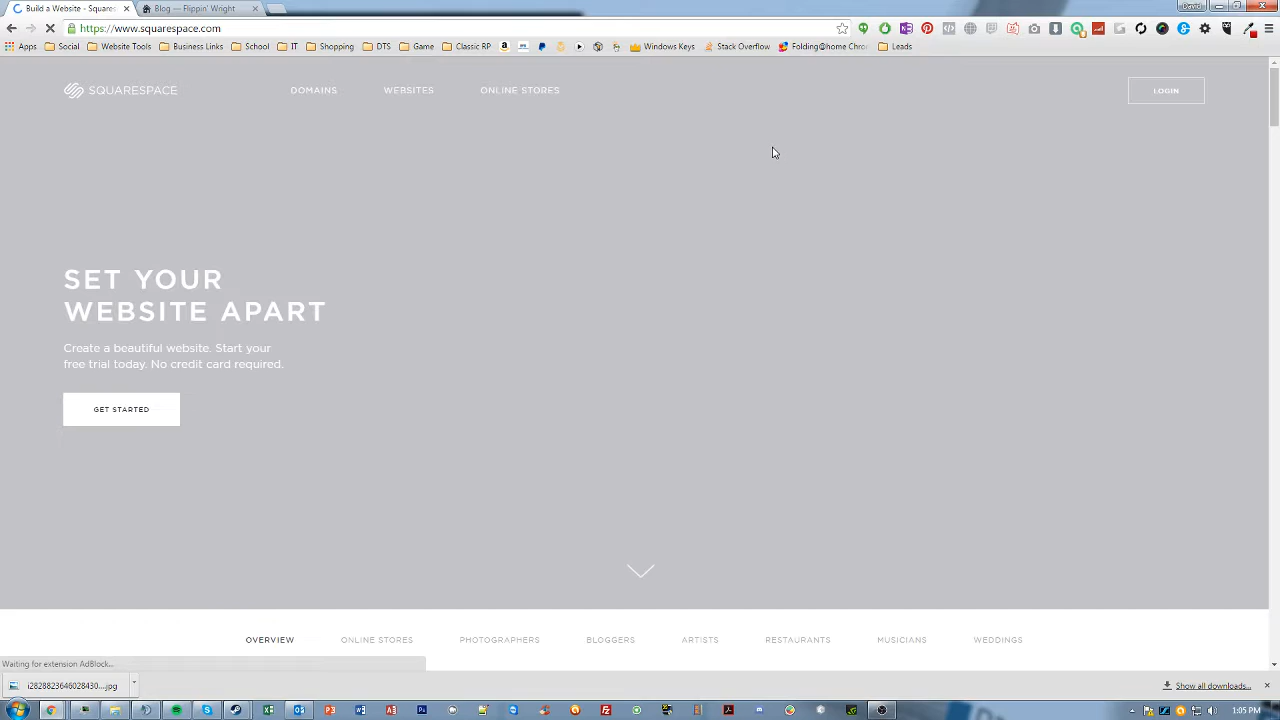 Build a Website - Squares
Blog — Flippin' Wright
David
https://www.squarespace.com
Apps
Social
Website Tools
Business Links
School
IT
Shopping
DTS
Game
Classic RP
Windows Keys
Stack Overflow
Folding@home Chro
Leads
SQUARESPACE
DOMAINS
WEBSITES
ONLINE STORES
LOGIN
SET YOUR
WEBSITE APART
Create a beautiful website. Start your
free trial today. No credit card required.
GET STARTED
OVERVIEW
ONLINE STORES
PHOTOGRAPHERS
BLOGGERS
ARTISTS
RESTAURANTS
MUSICIANS
WEDDINGS
Waiting for extension AdBlock...
i2828823646028430....jpg
Show all downloads...
1:05 PM